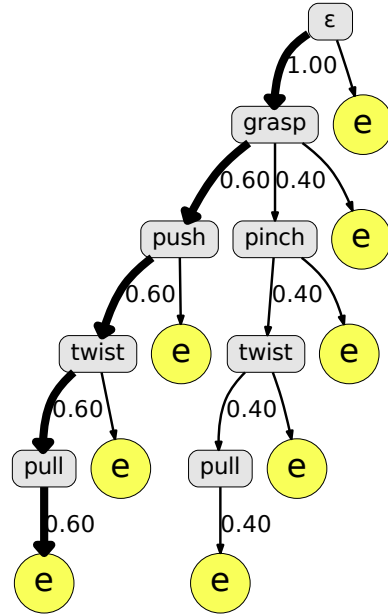 ε
1.00
grasp e
0.60 0.40
push pinch e
0.60 0.40
twist e twist e
0.60 0.40
pull e pull e
0.60 0.40
e e